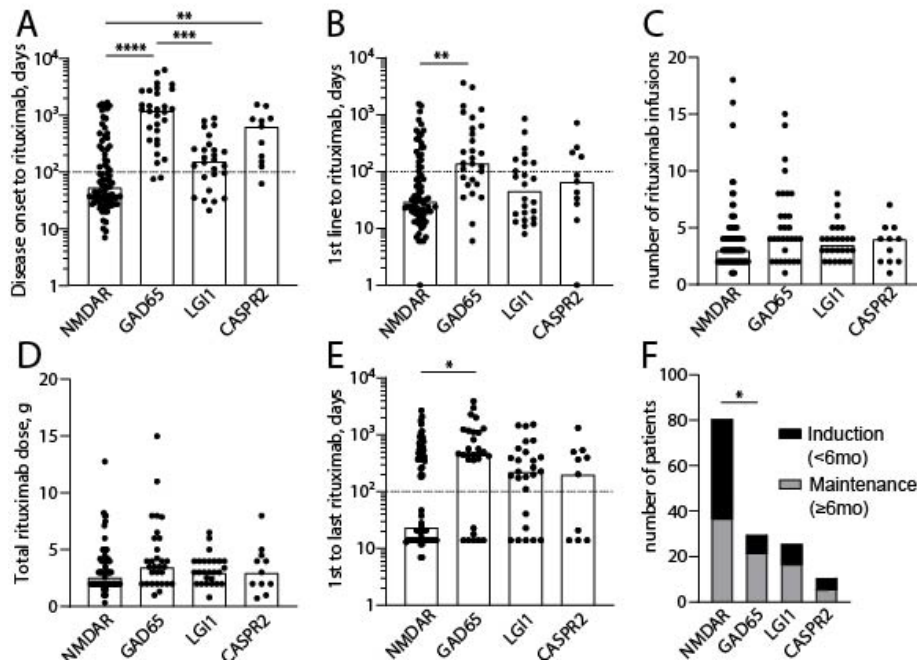 A
Disease onset to rituximab, days
10⁴
10³
10²
10¹
1
**
****
***
NMDAR
GAD65
LGI1
CASPR2
B
1st line to rituximab, days
10⁴
10³
10²
10¹
1
**
NMDAR
GAD65
LGI1
CASPR2
C
number of rituximab infusions
20
15
10
5
0
NMDAR
GAD65
LGI1
CASPR2
D
Total rituximab dose, g
20
15
10
5
0
NMDAR
GAD65
LGI1
CASPR2
E
1st to last rituximab, days
10⁴
10³
10²
10¹
1
*
NMDAR
GAD65
LGI1
CASPR2
F
number of patients
100
80
60
40
20
0
*
Induction
(<6mo)
Maintenance
(≥6mo)
NMDAR
GAD65
LGI1
CASPR2